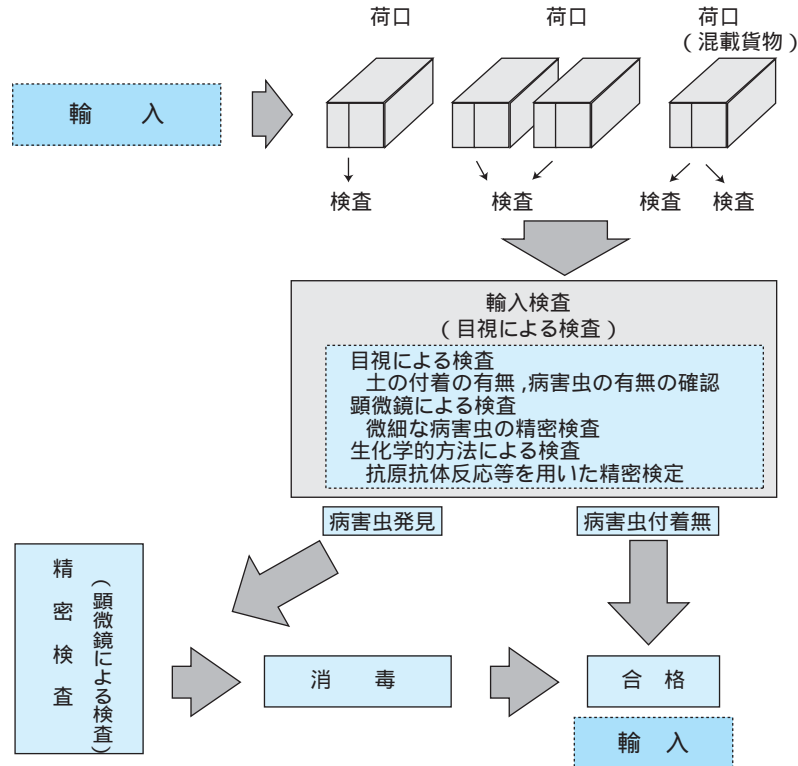 荷口
荷口
荷口
(混載貨物)
輸 入
検査
検査
検査
検査
輸入検査
(目視による検査)
目視による検査
土の付着の有無,病害虫の有無の確認
顕微鏡による検査
微細な病害虫の精密検査
生化学的方法による検査
抗原抗体反応等を用いた精密検定
病害虫発見
病害虫付着無
精密検査
(顕微鏡による検査)
消 毒
合 格
輸 入